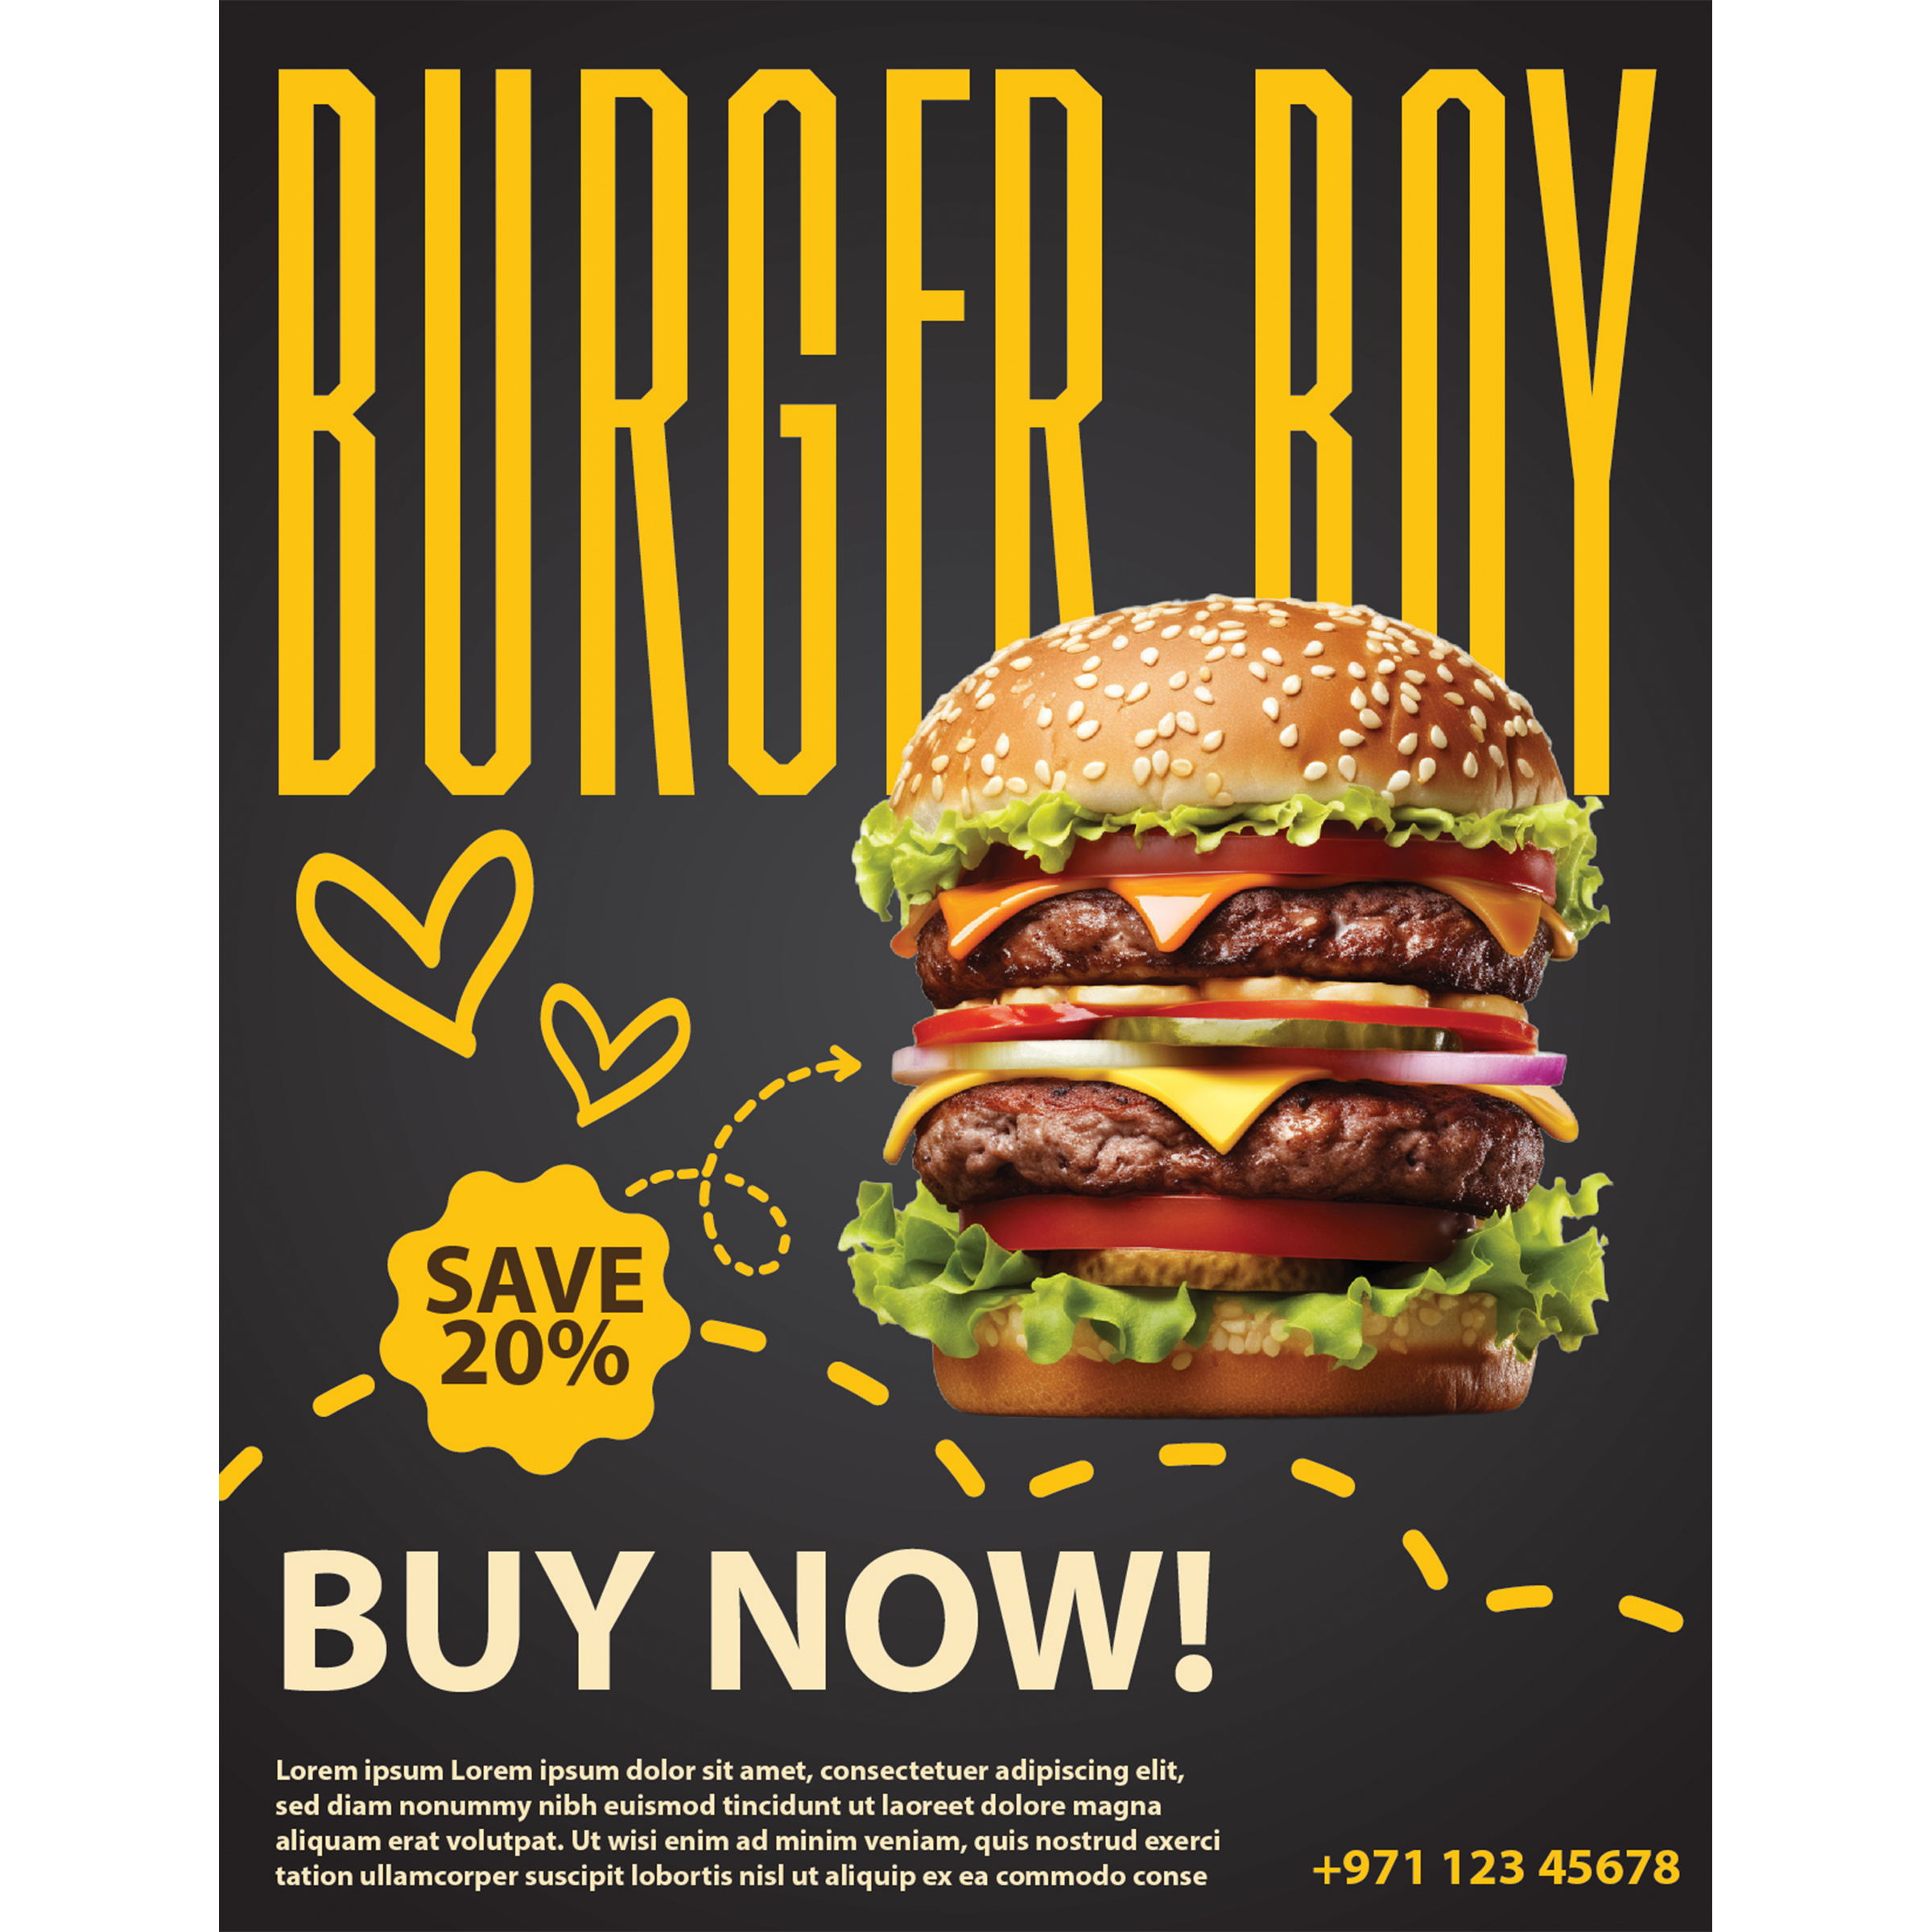 BURGER BOY
SAVE
20%
BUY NOW!
Lorem ipsum Lorem ipsum dolor sit amet, consectetuer adipiscing elit,
sed diam nonummy nibh euismod tincidunt ut laoreet dolore magna
aliquam erat volutpat. Ut wisi enim ad minim veniam, quis nostrud exerci
tation ullamcorper suscipit lobortis nisl ut aliquip ex ea commodo conse
+971 123 45678